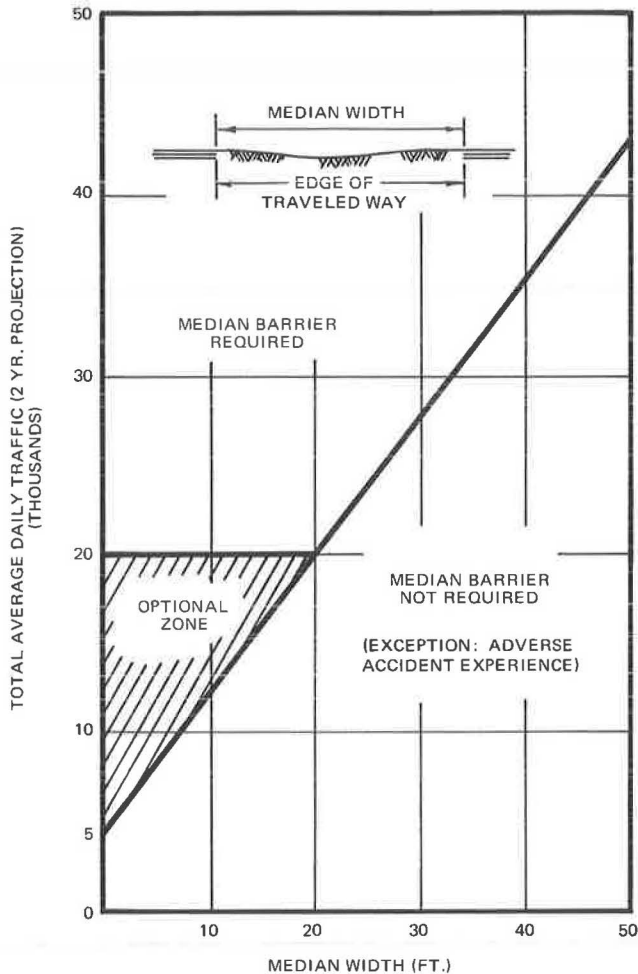 50
MEDIAN WIDTH
EDGE OF
TRAVELED WAY
40
MEDIAN BARRIER
REQUIRED
30
20
OPTIONAL
ZONE
MEDIAN BARRIER
NOT REQUIRED
(EXCEPTION: ADVERSE
ACCIDENT EXPERIENCE)
10
5
0
10
20
30
40
50
MEDIAN WIDTH (FT.)
TOTAL AVERAGE DAILY TRAFFIC (2 YR. PROJECTION)
(THOUSANDS)